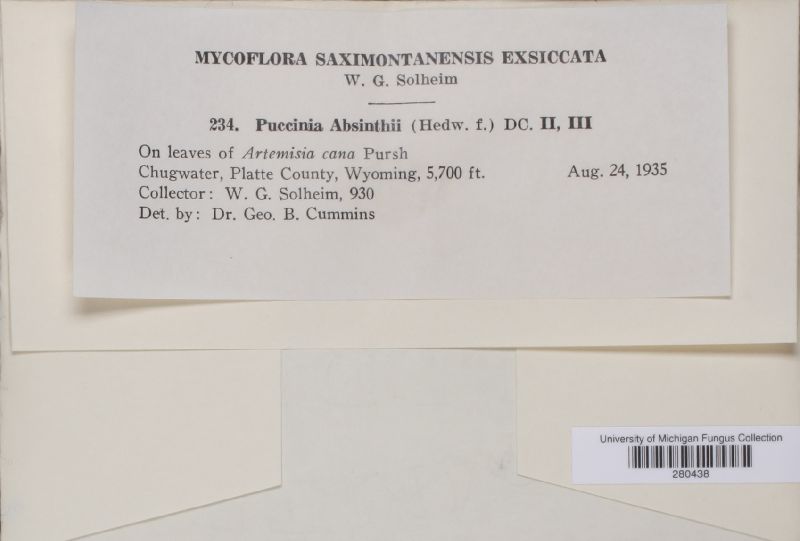 MYCOFLORA SAXIMONTANENSIS EXSICCATA
W. G. Solheim
234. Puccinia Absinthii (Hedw. f.) DC. II, III
On leaves of Artemisia cana Pursh
Chugwater, Platte County, Wyoming, 5,700 ft. Aug. 24, 1935
Collector: W. G. Solheim, 930
Det. by: Dr. Geo. B. Cummins
University of Michigan Fungus Collection
280438